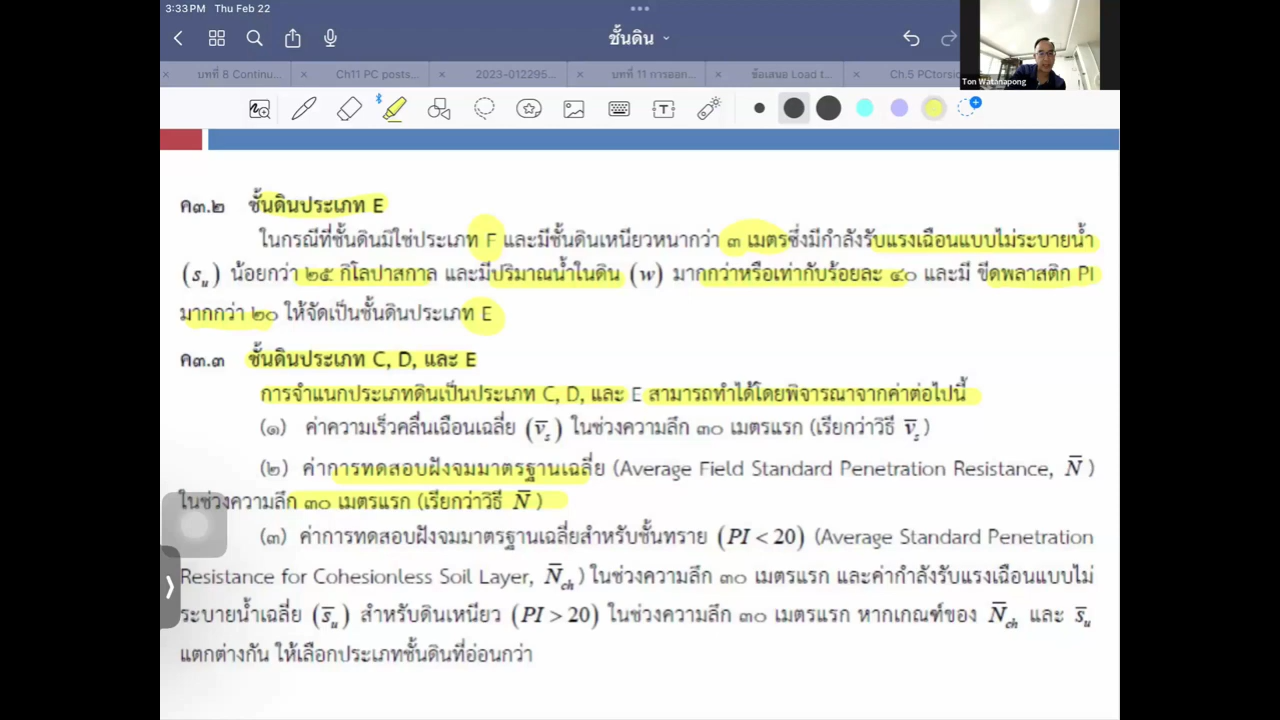 3:33 PM Thu Feb 22
ชั้นดิน
บทที่ 8 Continu...
Ch11 PC posts...
2023-012295...
บทที่ 11 การออก...
ข้อเสนอ Load t...
Ch.5 PCtorsio
Ton Watanapong
ค๓.๒ ชั้นดินประเภท E
ในกรณีที่ชั้นดินมิใช่ประเภท F และมีชั้นดินเหนียวหนากว่า ๓ เมตรซึ่งมีกำลังรับแรงเฉือนแบบไม่ระบายน้ำ
(su) น้อยกว่า ๒๕ กิโลปาสกาล และมีปริมาณน้ำในดิน (w) มากกว่าหรือเท่ากับร้อยละ ๔๐ และมี ขีดพลาสติก PI
มากกว่า ๒๐ ให้จัดเป็นชั้นดินประเภท E
ค๓.๓ ชั้นดินประเภท C, D, และ E
การจำแนกประเภทดินเป็นประเภท C, D, และ E สามารถทำได้โดยพิจารณาจากค่าต่อไปนี้
(๑) ค่าความเร็วคลื่นเฉือนเฉลี่ย (v̄s) ในช่วงความลึก ๓๐ เมตรแรก (เรียกว่าวิธี v̄s)
(๒) ค่าการทดสอบฝังจมมาตรฐานเฉลี่ย (Average Field Standard Penetration Resistance, N̄)
ในช่วงความลึก ๓๐ เมตรแรก (เรียกว่าวิธี N̄)
(๓) ค่าการทดสอบฝังจมมาตรฐานเฉลี่ยสำหรับชั้นทราย (PI < 20) (Average Standard Penetration
Resistance for Cohesionless Soil Layer, N̄ch) ในช่วงความลึก ๓๐ เมตรแรก และค่ากำลังรับแรงเฉือนแบบไม่
ระบายน้ำเฉลี่ย (s̄u) สำหรับดินเหนียว (PI > 20) ในช่วงความลึก ๓๐ เมตรแรก หากเกณฑ์ของ N̄ch และ s̄u
แตกต่างกัน ให้เลือกประเภทชั้นดินที่อ่อนกว่า